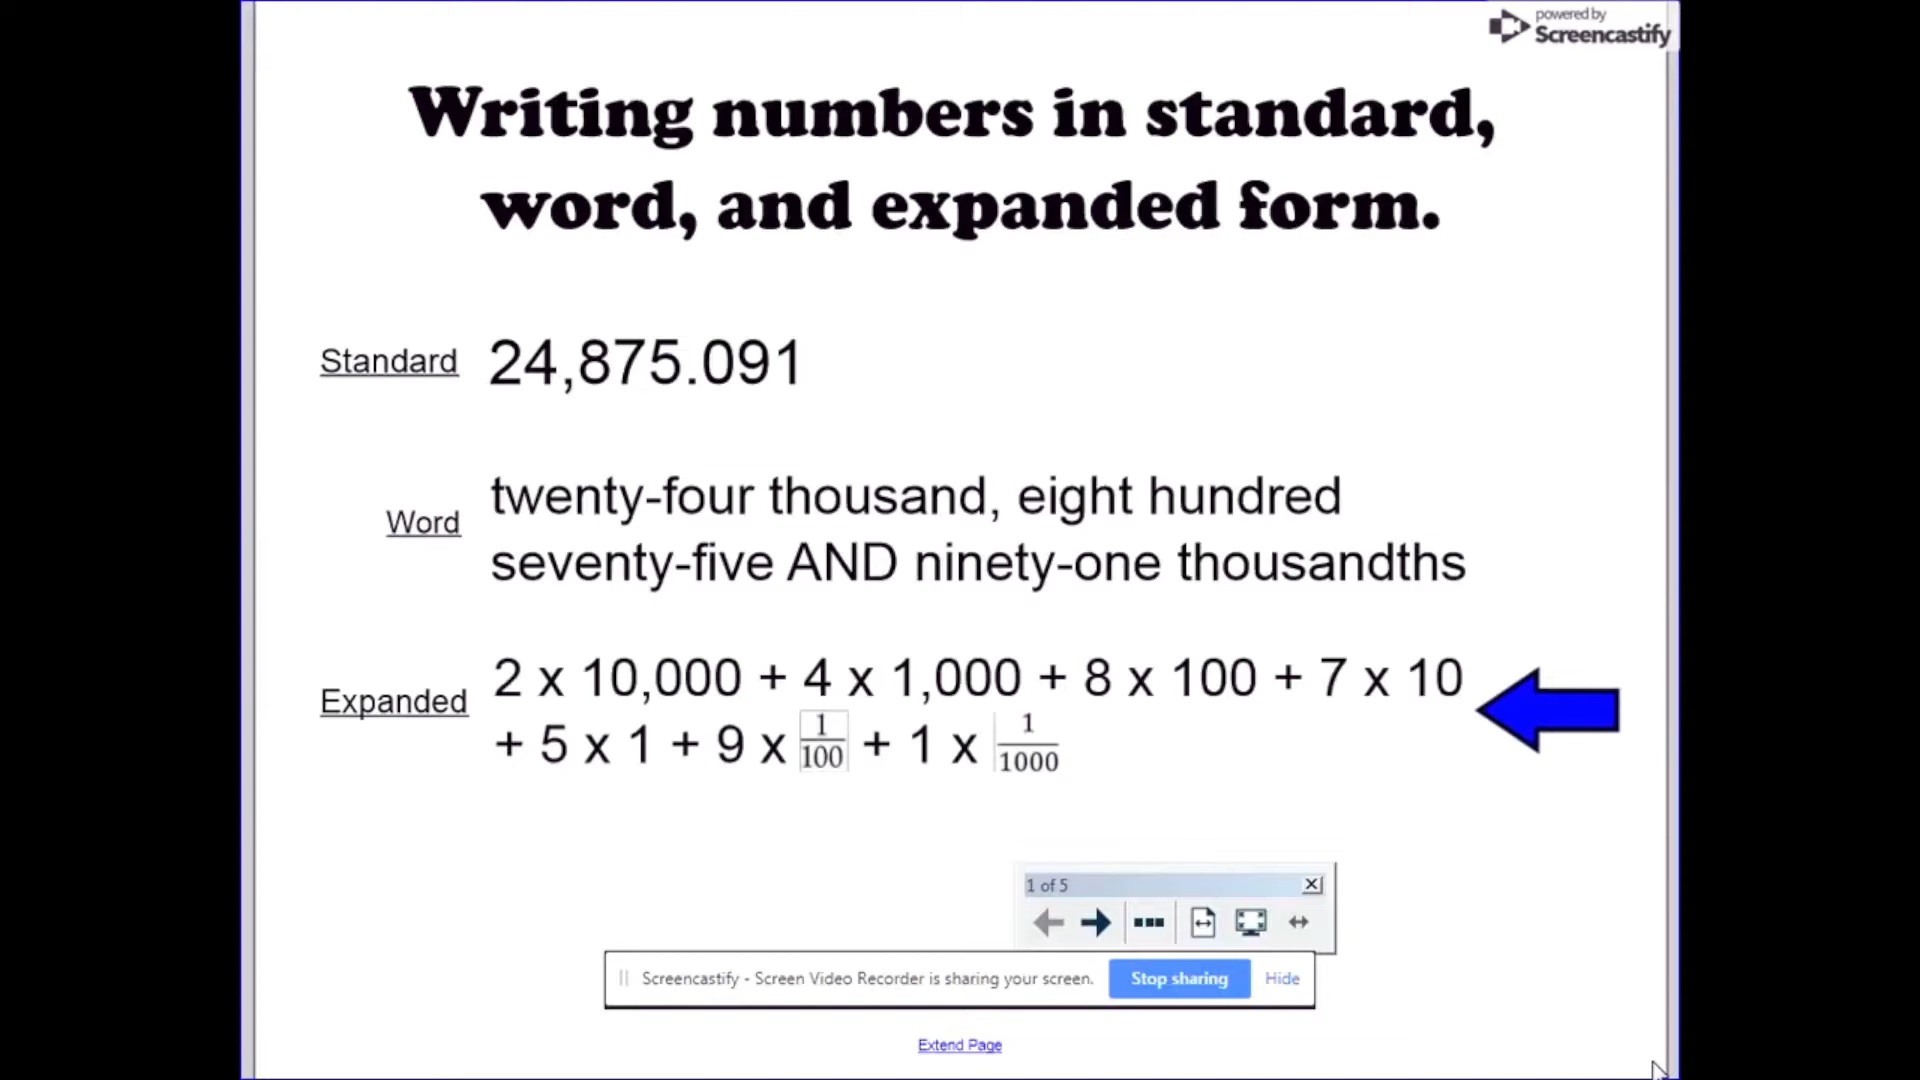 powered by
Screencastify
Writing numbers in standard,
word, and expanded form.
Standard 24,875.091
Word twenty-four thousand, eight hundred
seventy-five AND ninety-one thousandths
Expanded 2 x 10,000 + 4 x 1,000 + 8 x 100 + 7 x 10
+ 5 x 1 + 9 x 1/100 + 1 x 1/1000
1 of 5
Screencastify - Screen Video Recorder is sharing your screen. Stop sharing Hide
Extend Page